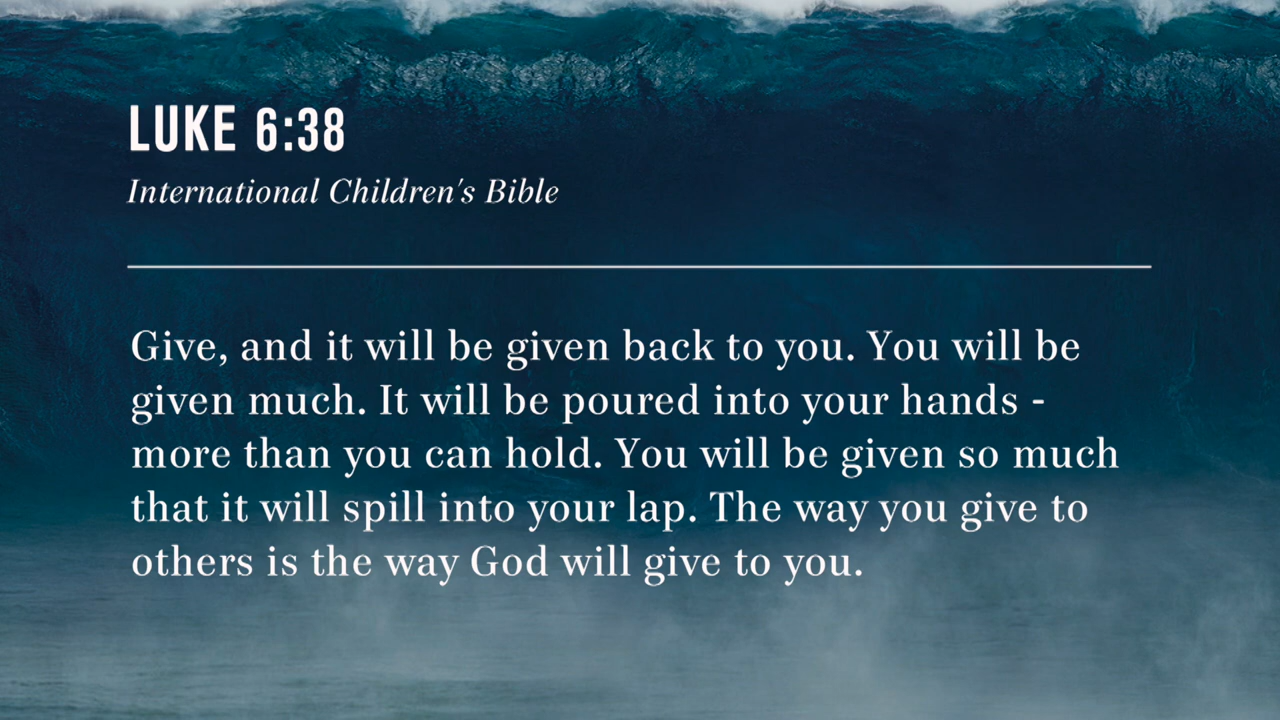 LUKE 6:38
International Children's Bible
Give, and it will be given back to you. You will be
given much. It will be poured into your hands -
more than you can hold. You will be given so much
that it will spill into your lap. The way you give to
others is the way God will give to you.